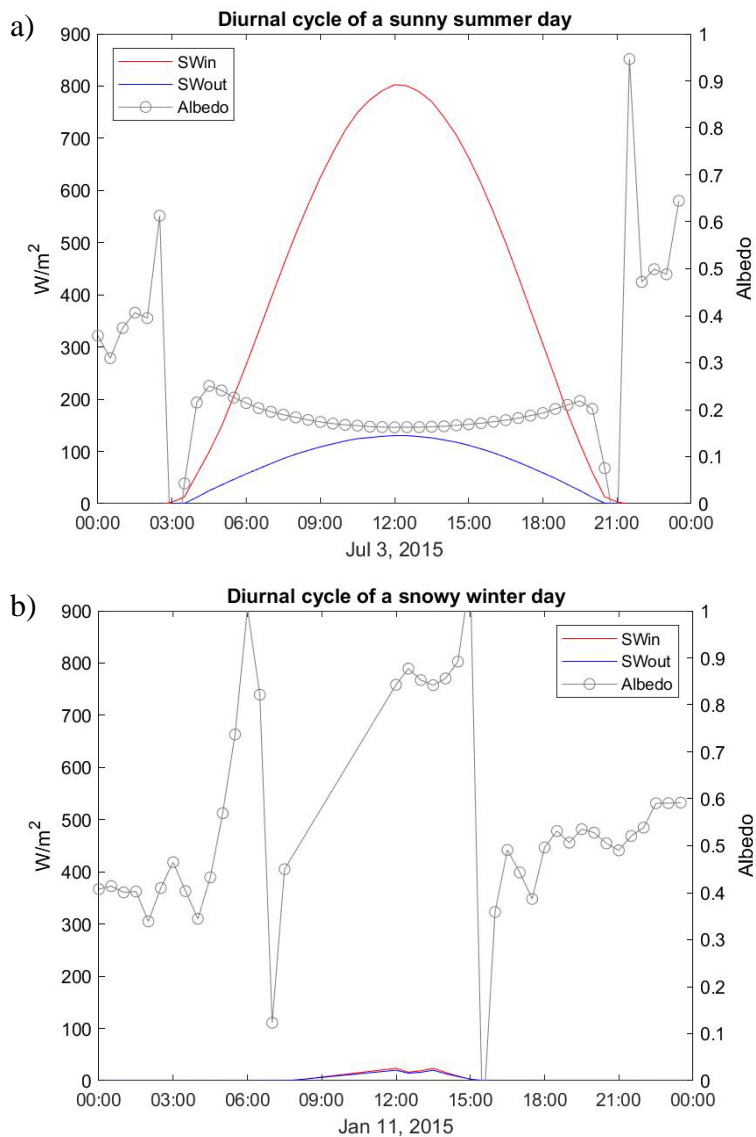 a)
Diurnal cycle of a sunny summer day
900
800
700
600
500
400
300
200
100
0
W/m²
SWin
SWout
Albedo
1
0.9
0.8
0.7
0.6
0.5
0.4
0.3
0.2
0.1
0
Albedo
00:00 03:00 06:00 09:00 12:00 15:00 18:00 21:00 00:00
Jul 3, 2015
b)
Diurnal cycle of a snowy winter day
900
800
700
600
500
400
300
200
100
0
W/m²
SWin
SWout
Albedo
1
0.9
0.8
0.7
0.6
0.5
0.4
0.3
0.2
0.1
0
Albedo
00:00 03:00 06:00 09:00 12:00 15:00 18:00 21:00 00:00
Jan 11, 2015